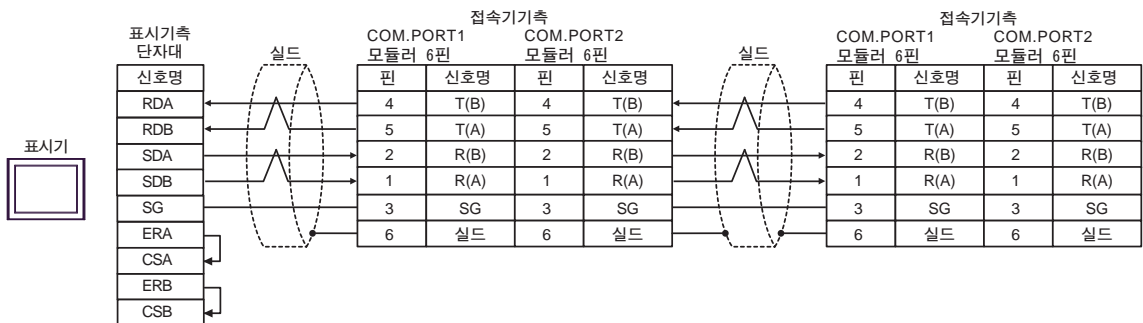 표시기
표시기측
단자대
신호명
RDA
RDB
SDA
SDB
SG
ERA
CSA
ERB
CSB
실드
접속기기측
COM.PORT1 COM.PORT2
모듈러 6핀 모듈러 6핀
핀 신호명 핀 신호명
4 T(B) 4 T(B)
5 T(A) 5 T(A)
2 R(B) 2 R(B)
1 R(A) 1 R(A)
3 SG 3 SG
6 실드 6 실드
실드
접속기기측
COM.PORT1 COM.PORT2
모듈러 6핀 모듈러 6핀
핀 신호명 핀 신호명
4 T(B) 4 T(B)
5 T(A) 5 T(A)
2 R(B) 2 R(B)
1 R(A) 1 R(A)
3 SG 3 SG
6 실드 6 실드